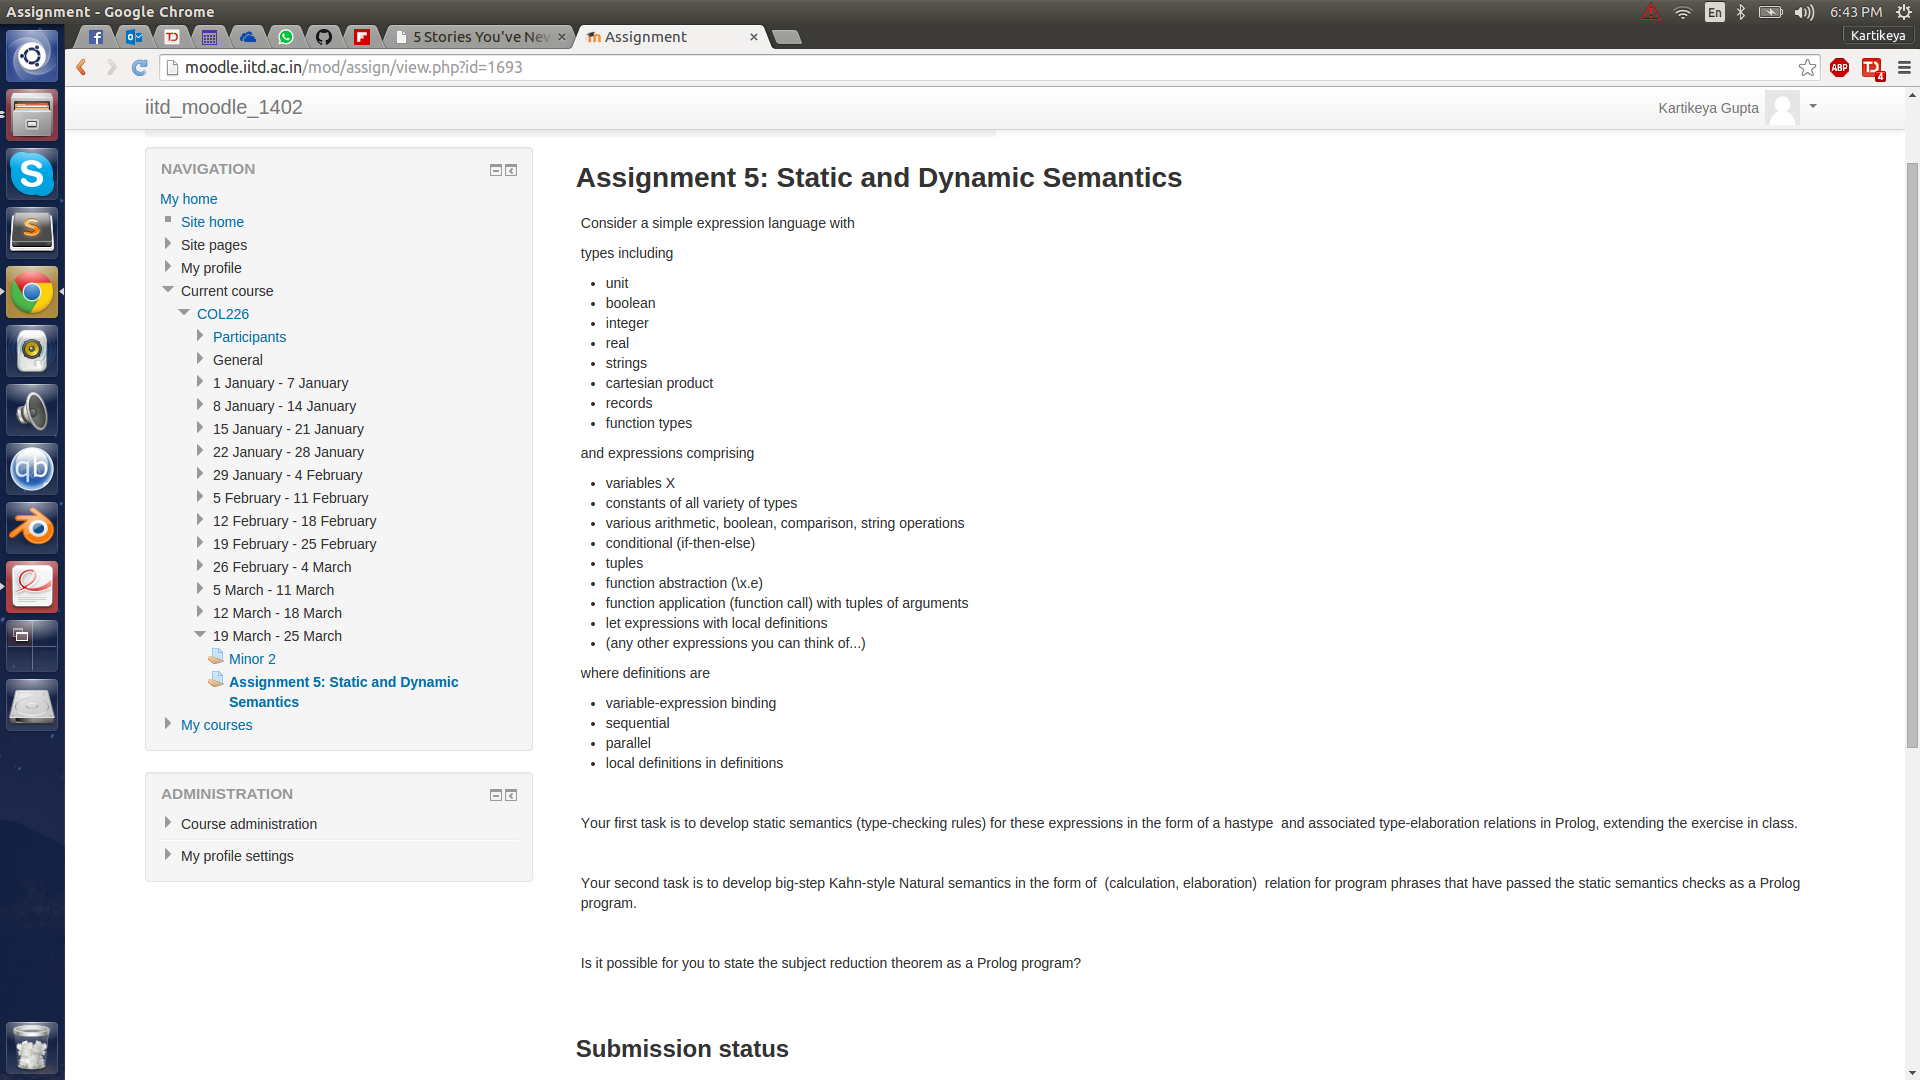 Assignment - Google Chrome
En
6:43 PM
5 Stories You've Nev
Assignment
Kartikeya
moodle.iitd.ac.in/mod/assign/view.php?id=1693
ABP
4
iitd_moodle_1402
Kartikeya Gupta
NAVIGATION
My home
Site home
Site pages
My profile
Current course
COL226
Participants
General
1 January - 7 January
8 January - 14 January
15 January - 21 January
22 January - 28 January
29 January - 4 February
5 February - 11 February
12 February - 18 February
19 February - 25 February
26 February - 4 March
5 March - 11 March
12 March - 18 March
19 March - 25 March
Minor 2
Assignment 5: Static and Dynamic
Semantics
My courses
ADMINISTRATION
Course administration
My profile settings
Assignment 5: Static and Dynamic Semantics
Consider a simple expression language with
types including
unit
boolean
integer
real
strings
cartesian product
records
function types
and expressions comprising
variables X
constants of all variety of types
various arithmetic, boolean, comparison, string operations
conditional (if-then-else)
tuples
function abstraction (\x.e)
function application (function call) with tuples of arguments
let expressions with local definitions
(any other expressions you can think of...)
where definitions are
variable-expression binding
sequential
parallel
local definitions in definitions
Your first task is to develop static semantics (type-checking rules) for these expressions in the form of a hastype  and associated type-elaboration relations in Prolog, extending the exercise in class.
Your second task is to develop big-step Kahn-style Natural semantics in the form of  (calculation, elaboration)  relation for program phrases that have passed the static semantics checks as a Prolog
program.
Is it possible for you to state the subject reduction theorem as a Prolog program?
Submission status